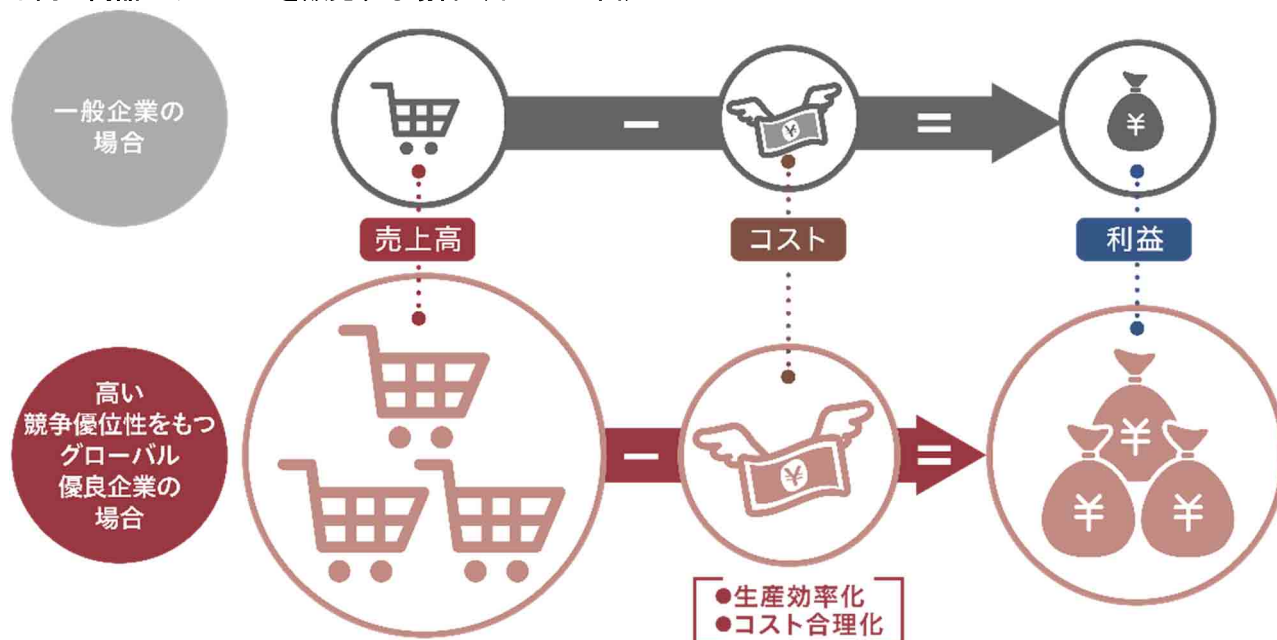 一般企業の
場合
−
=
¥
¥
売上高
コスト
利益
高い
競争優位性をもつ
グローバル
優良企業の
場合
−
=
¥
¥
¥
¥
●生産効率化
●コスト合理化